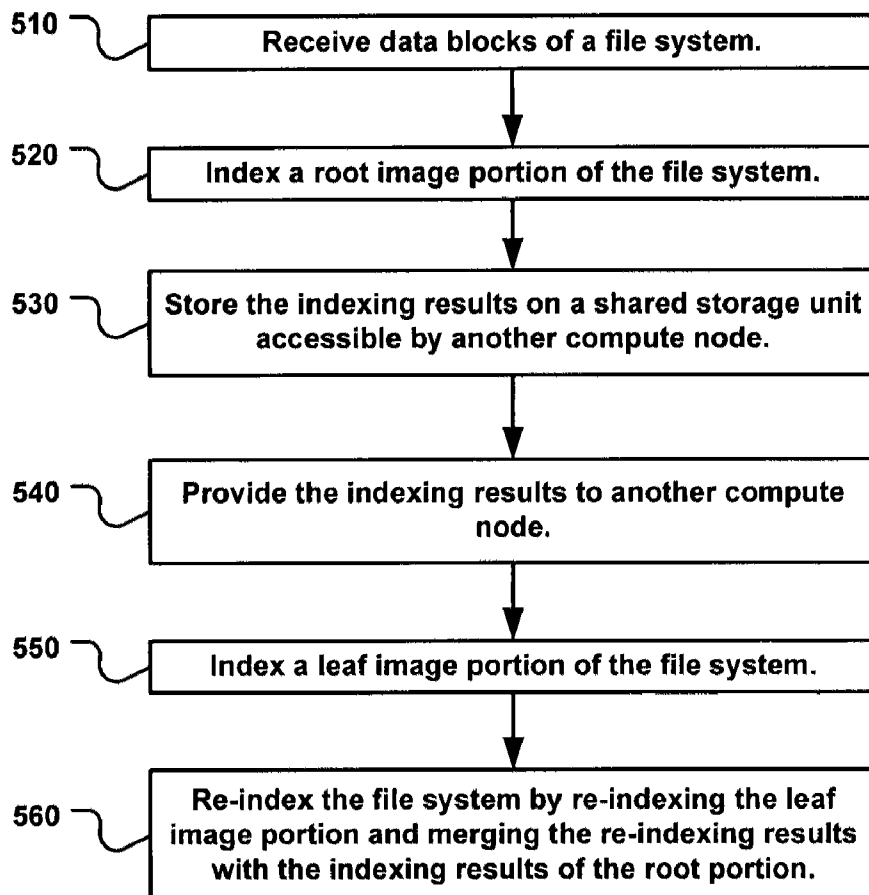 510
Receive data blocks of a file system.
520
Index a root image portion of the file system.
530
Store the indexing results on a shared storage unit
accessible by another compute node.
540
Provide the indexing results to another compute
node.
550
Index a leaf image portion of the file system.
560
Re-index the file system by re-indexing the leaf
image portion and merging the re-indexing results
with the indexing results of the root portion.